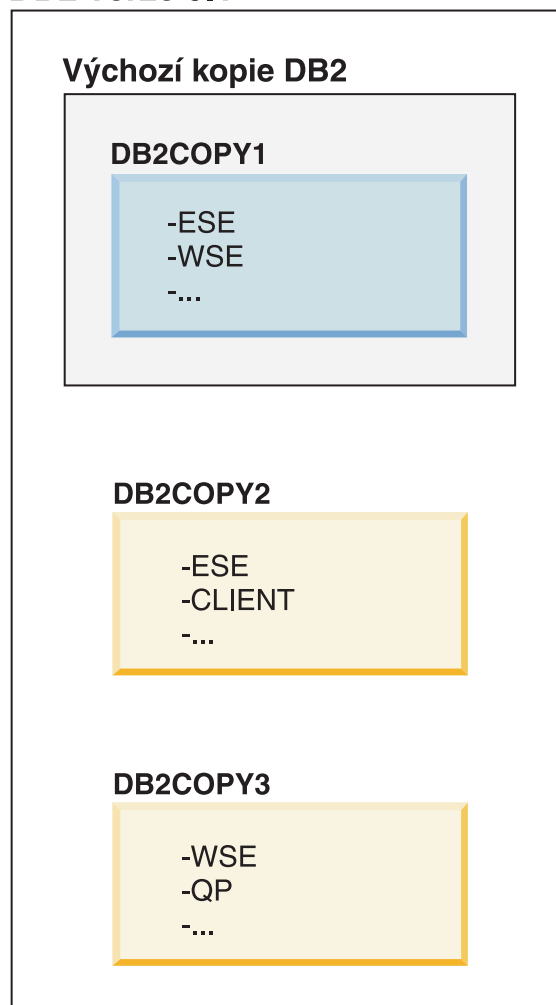 Výchozí kopie DB2
DB2COPY1
-ESE
-WSE
-...
DB2COPY2
-ESE
-CLIENT
-...
DB2COPY3
-WSE
-QP
-...